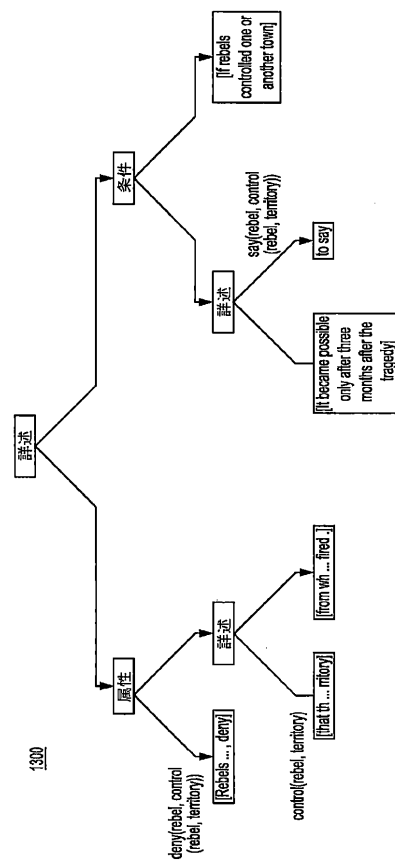 1300
詳述
属性
条件
deny(rebel, control
(rebel, territory))
[Rebels ... , deny]
詳述
control(rebel, territory)
[that th ... rritory]
[from wh ... fired .]
詳述
say(rebel, control
(rebel, territory))
[It became possible
only after three
months after the
tragedy]
to say
[If rebels
controlled one or
another town]